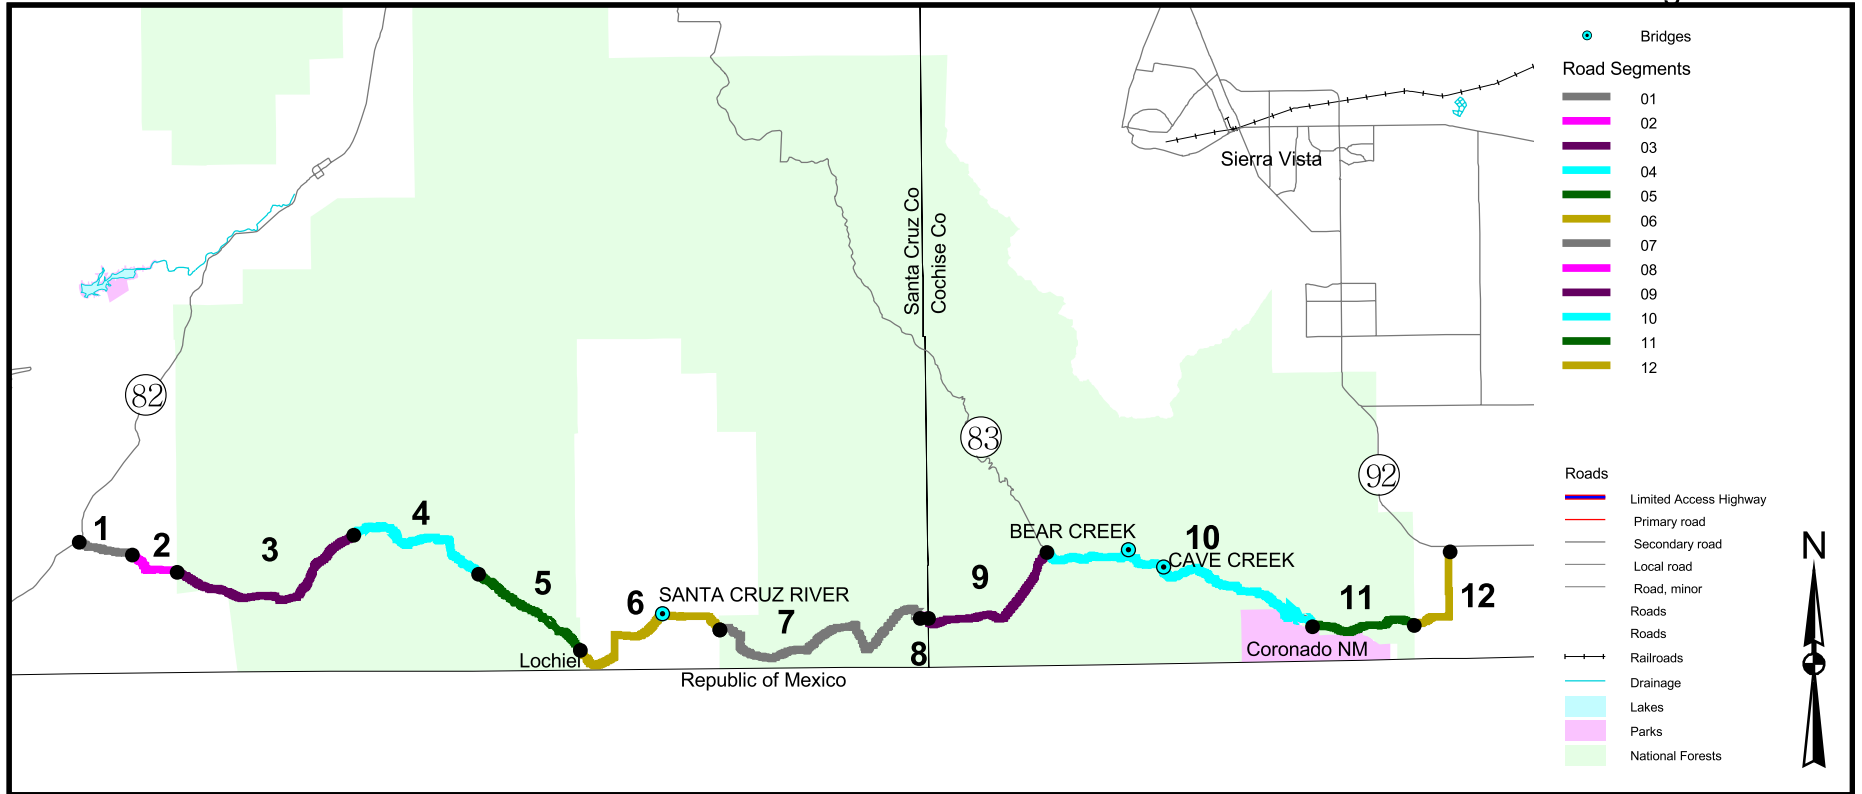 Bridges
Road Segments
01
02
03
04
05
06
07
08
09
10
11
12
Sierra Vista
Santa Cruz Co
Cochise Co
82
83
92
1
2
3
4
5
6
7
8
9
10
11
12
BEAR CREEK
CAVE CREEK
SANTA CRUZ RIVER
Lochiel
Coronado NM
Republic of Mexico
Roads
Limited Access Highway
Primary road
Secondary road
Local road
Road, minor
Roads
Roads
Railroads
Drainage
Lakes
Parks
National Forests
N